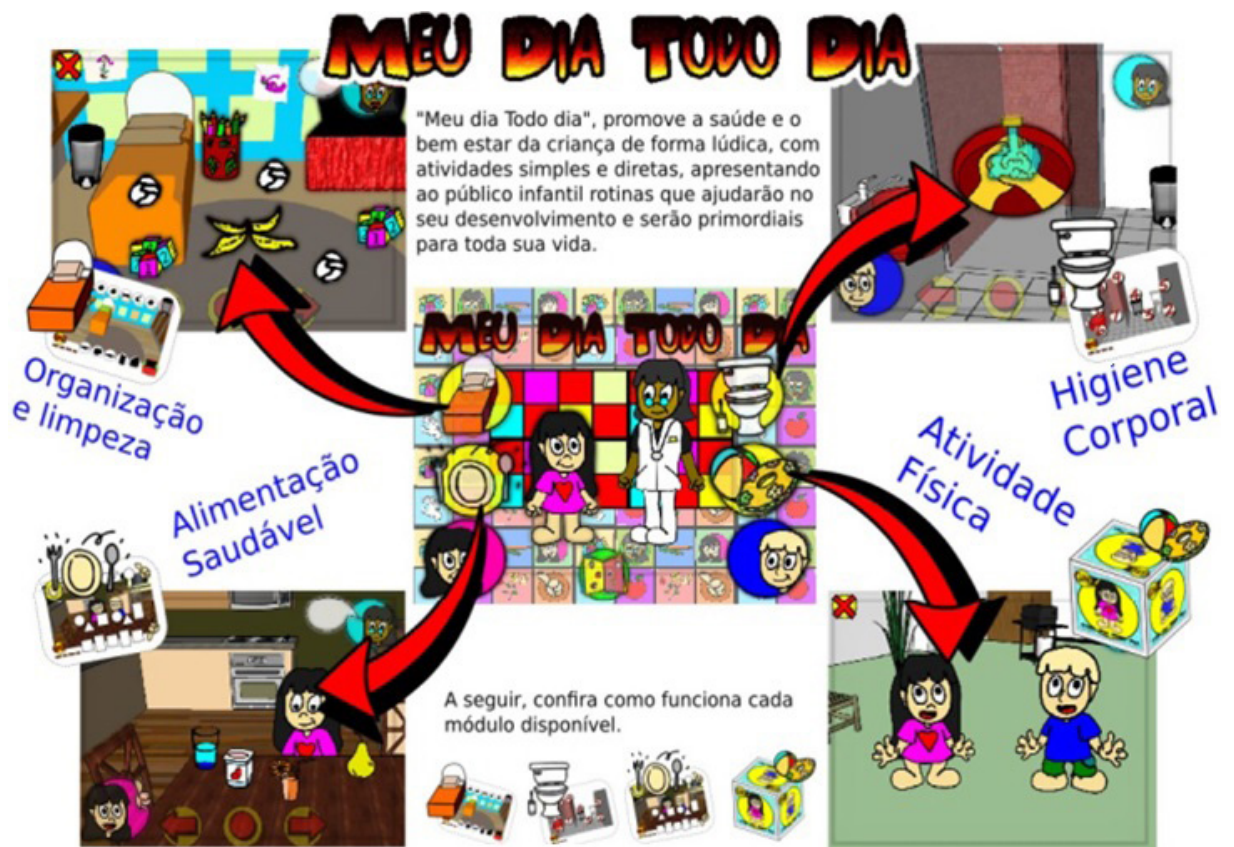 MEU DIA TODO DIA
"Meu dia Todo dia", promove a saúde e o
bem estar da criança de forma lúdica, com
atividades simples e diretas, apresentando
ao público infantil rotinas que ajudarão no
seu desenvolvimento e serão primordiais
para toda sua vida.
MEU DIA TODO DIA
Organização
e limpeza
Higiene
Corporal
Alimentação
Saudável
Atividade
Física
A seguir, confira como funciona cada
módulo disponível.